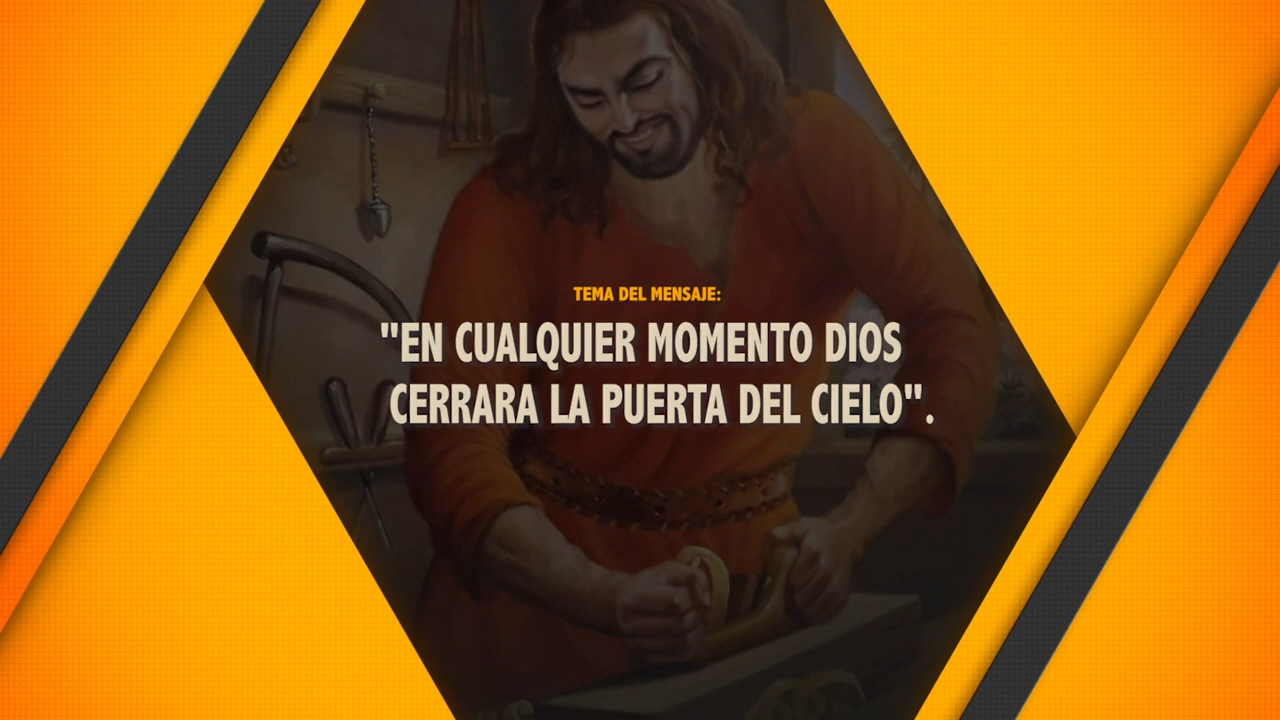 TEMA DEL MENSAJE:
"EN CUALQUIER MOMENTO DIOS
CERRARA LA PUERTA DEL CIELO".